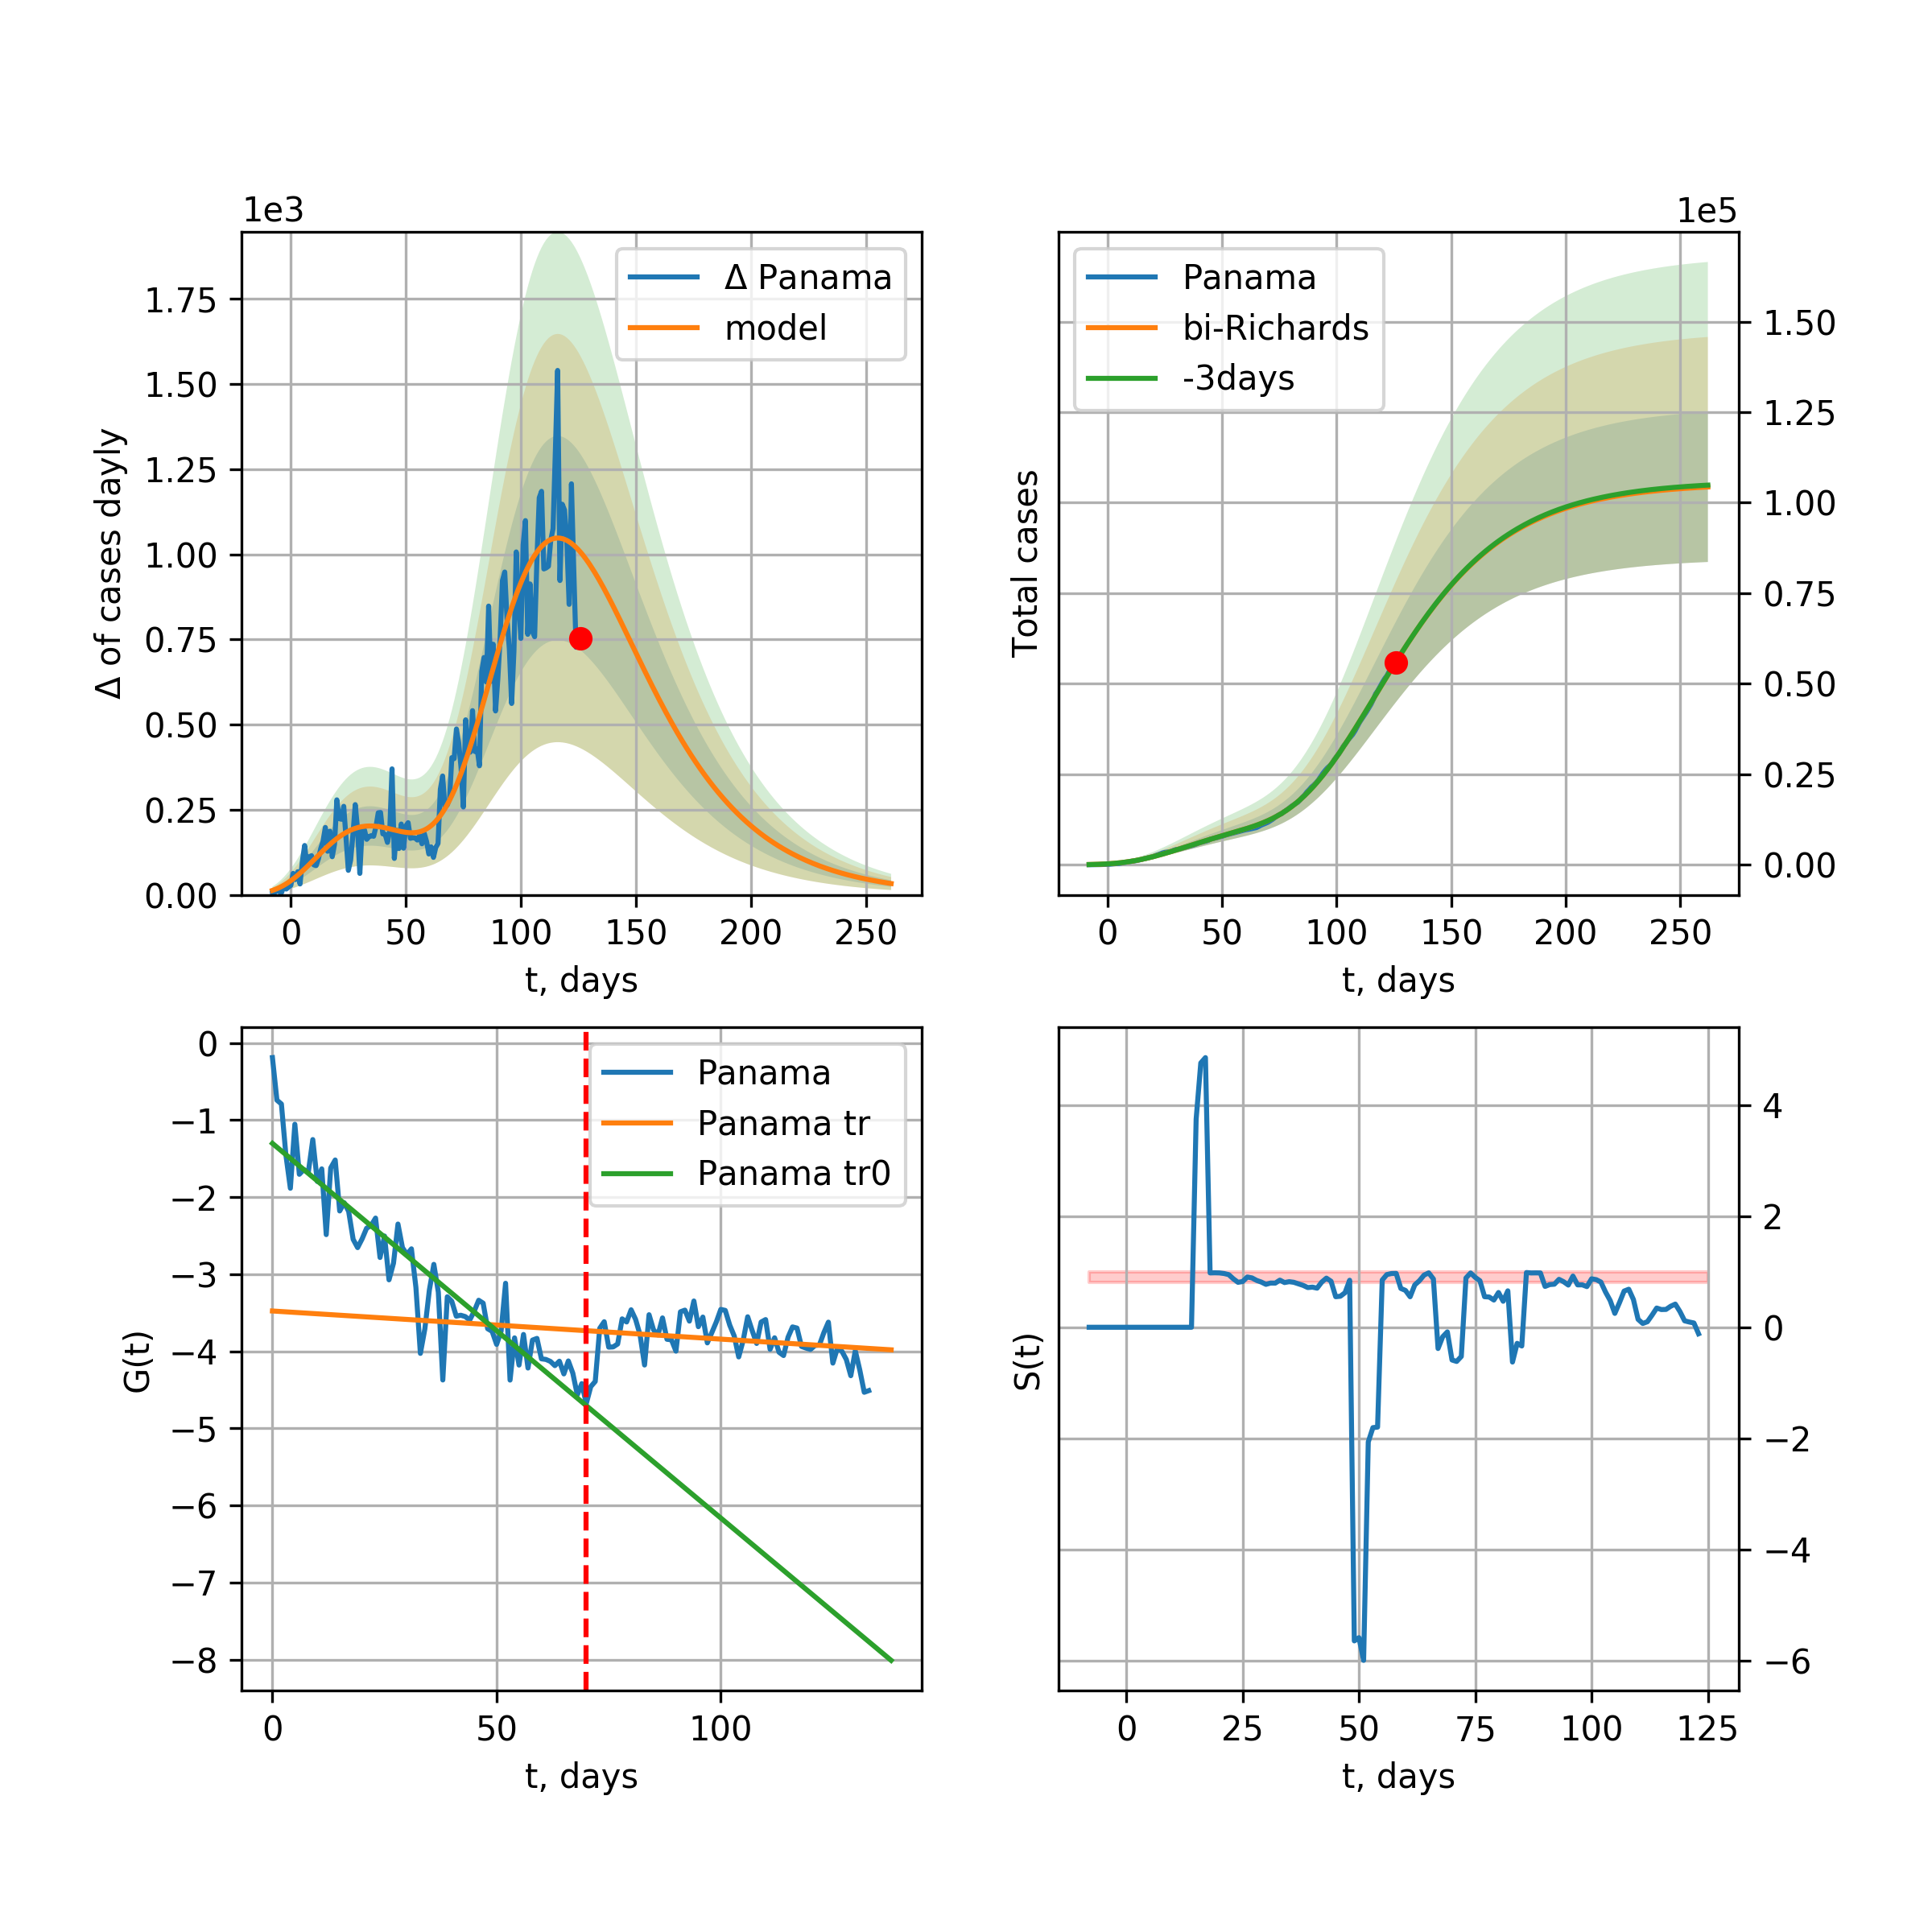 1e3
Δ of cases dayly
1.75
1.50
1.25
1.00
0.75
0.50
0.25
0.00
Δ Panama
model
0 50 100 150 200 250
t, days
1e5
Total cases
Panama
bi-Richards
-3days
1.50
1.25
1.00
0.75
0.50
0.25
0.00
0 50 100 150 200 250
t, days
G(t)
0
−1
−2
−3
−4
−5
−6
−7
−8
Panama
Panama tr
Panama tr0
0 50 100
t, days
S(t)
4
2
0
−2
−4
−6
0 25 50 75 100 125
t, days